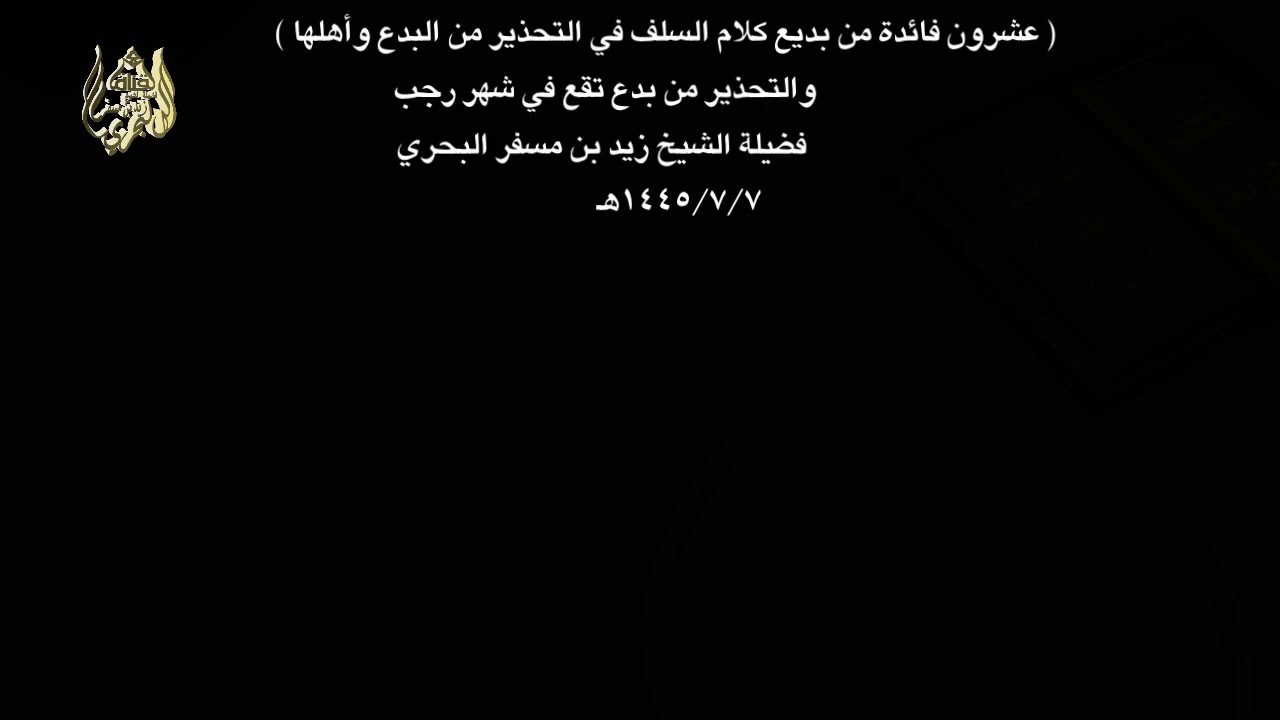 ( عشرون فائدة من بديع كلام السلف في التحذير من البدع وأهلها )
والتحذير من بدع تقع في شهر رجب
فضيلة الشيخ زيد بن مسفر البحري
١٤٤٥/٧/٧هـ